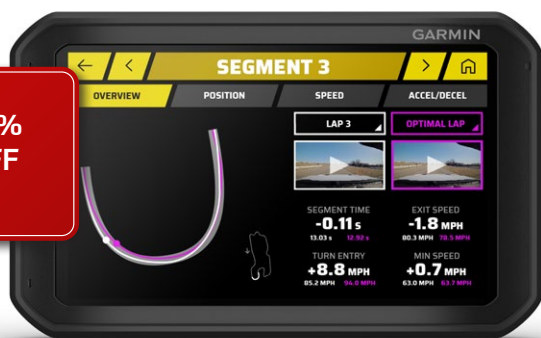 GARMIN
SEGMENT 3
OVERVIEW POSITION SPEED ACCEL/DECEL
%
LAP 3 OPTIMAL LAP
SEGMENT TIME EXIT SPEED
-0.11 s -1.8 MPH
13.03 s 12.92 s 80.3 MPH 78.5 MPH
TURN ENTRY MIN SPEED
+8.8 MPH +0.7 MPH
85.2 MPH 94.0 MPH 63.0 MPH 63.7 MPH